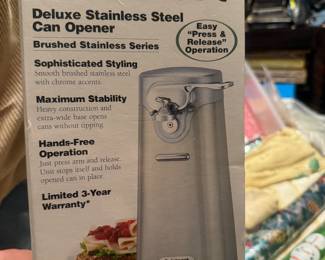 Deluxe Stainless Steel
Can Opener
Easy
"Press &
Release"
Operation
Brushed Stainless Series
Sophisticated Styling
Smooth brushed stainless steel
with chrome accents.
Maximum Stability
Heavy construction and
extra-wide base opens
cans without tipping.
Hands-Free
Operation
Just press arm and release.
Unit stops itself and holds
opened can in place.
Limited 3-Year
Warranty*